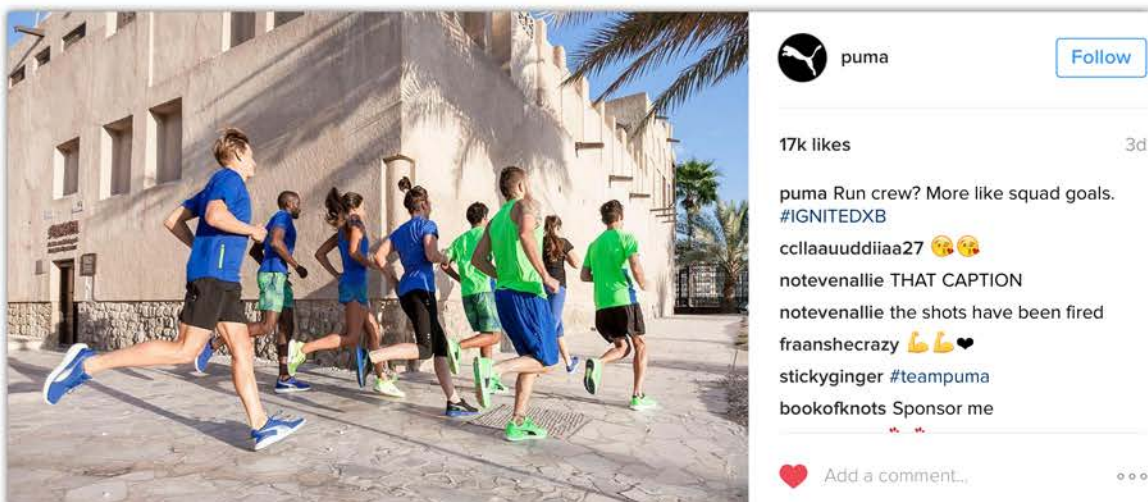 puma
Follow
17k likes
3d
puma Run crew? More like squad goals.
#IGNITEDXB
ccllaauuddiiaa27 😘😘
notevenallie THAT CAPTION
notevenallie the shots have been fired
fraanshecrazy 💪💪❤
stickyginger #teampuma
bookofknots Sponsor me
Add a comment...